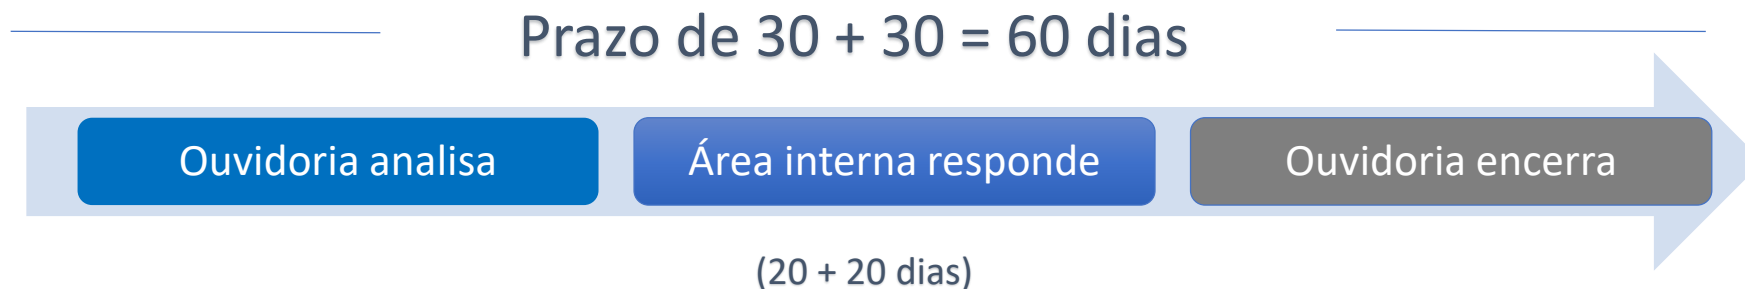 Prazo de 30 + 30 = 60 dias
Ouvidoria analisa
Área interna responde
Ouvidoria encerra
(20 + 20 dias)